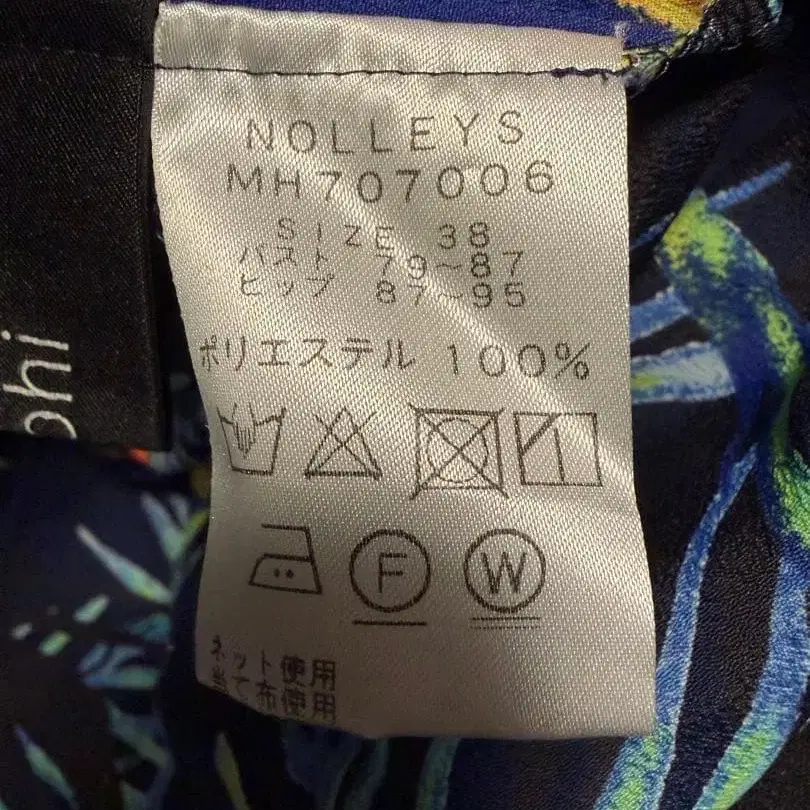 NOLLEYS
MH707006
SIZE 38
バスト 79~87
ヒップ 87~95
ポリエステル 100%
F W
ネット使用
当て布使用
phi